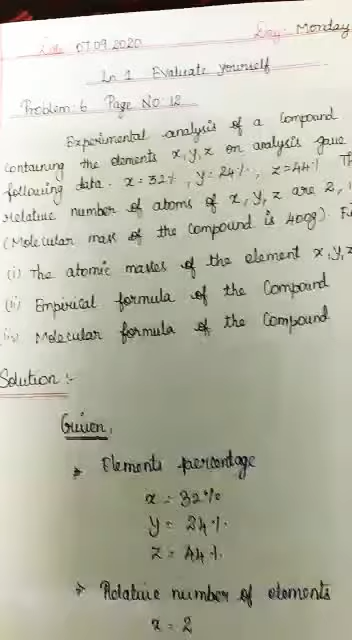 Date 07.09.2020 Day:- Monday
Ln 1 Evaluate yourself
Problem: 6 Page No: 12
Experimental analysis of a compound
containing the elements x, y, z on analysis gave
following data. x = 32%, y = 24%, z = 44%
relative number of atoms of x, y, z are 2, 1
(Molecular mass of the compound is 400g).
(i) The atomic masses of the element x, y, z
(ii) Empirical formula of the compound
Molecular formula of the compound
Solution :-
Given,
Elements percentage
x = 32%
y = 24%.
z = 44%.
Relative number of elements
x = 2